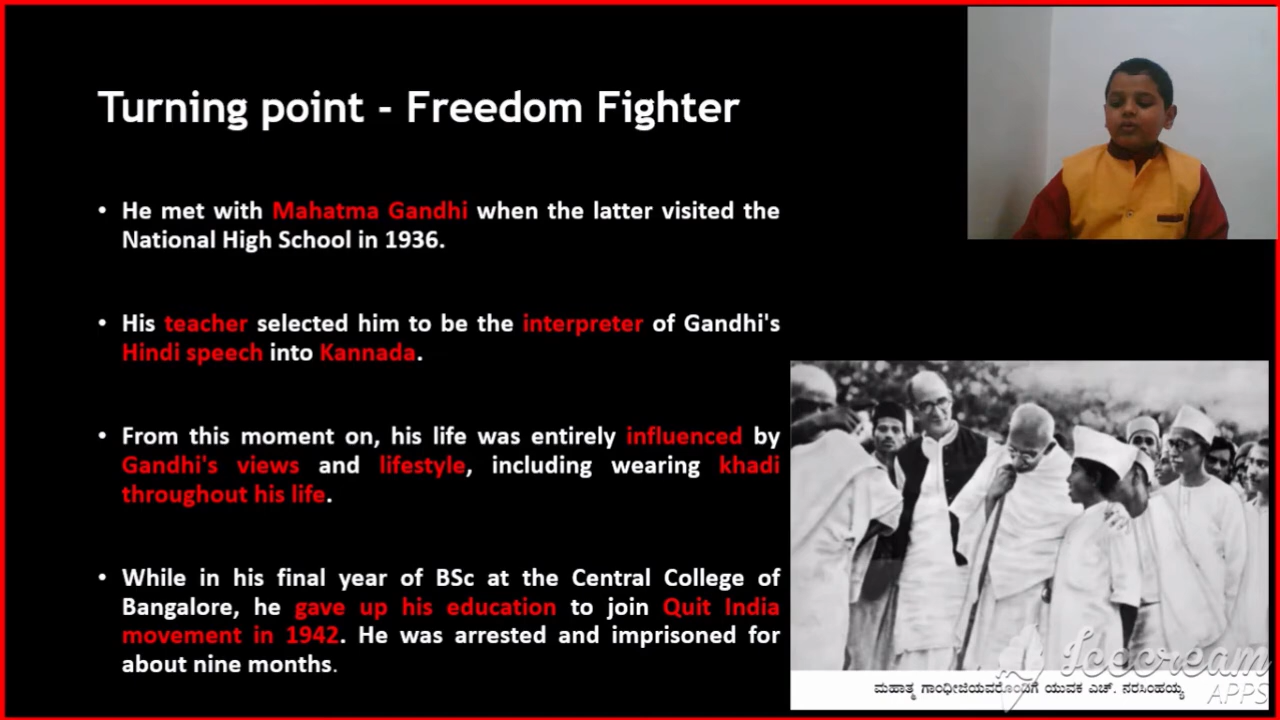 Turning point - Freedom Fighter
• He met with Mahatma Gandhi when the latter visited the
National High School in 1936.
• His teacher selected him to be the interpreter of Gandhi's
Hindi speech into Kannada.
• From this moment on, his life was entirely influenced by
Gandhi's views and lifestyle, including wearing khadi
throughout his life.
• While in his final year of BSc at the Central College of
Bangalore, he gave up his education to join Quit India
movement in 1942. He was arrested and imprisoned for
about nine months.
ಮಹಾತ್ಮ ಗಾಂಧೀಜಿಯವರೊಂದಿಗೆ ಯುವಕ ಎಚ್. ನರಸಿಂಹಯ್ಯ
Icecream
APPS